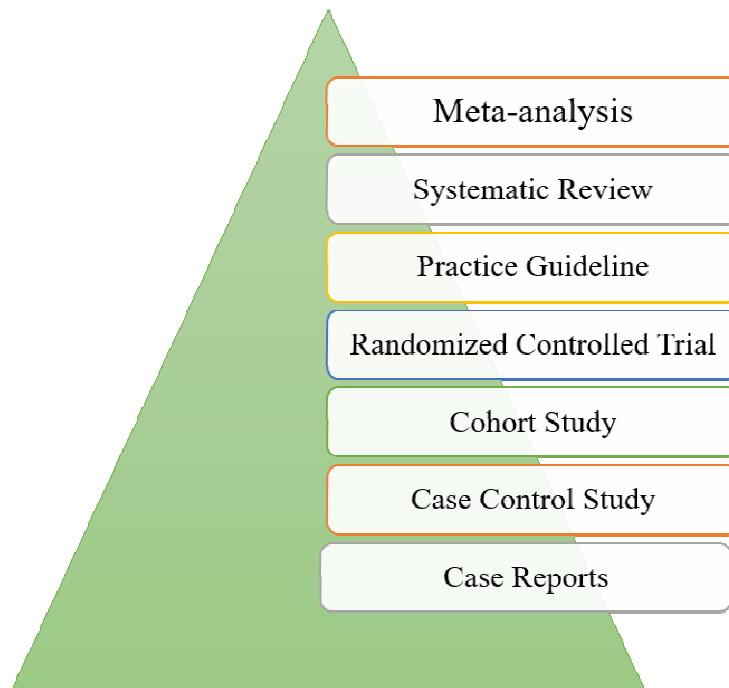 Meta-analysis
Systematic Review
Practice Guideline
Randomized Controlled Trial
Cohort Study
Case Control Study
Case Reports